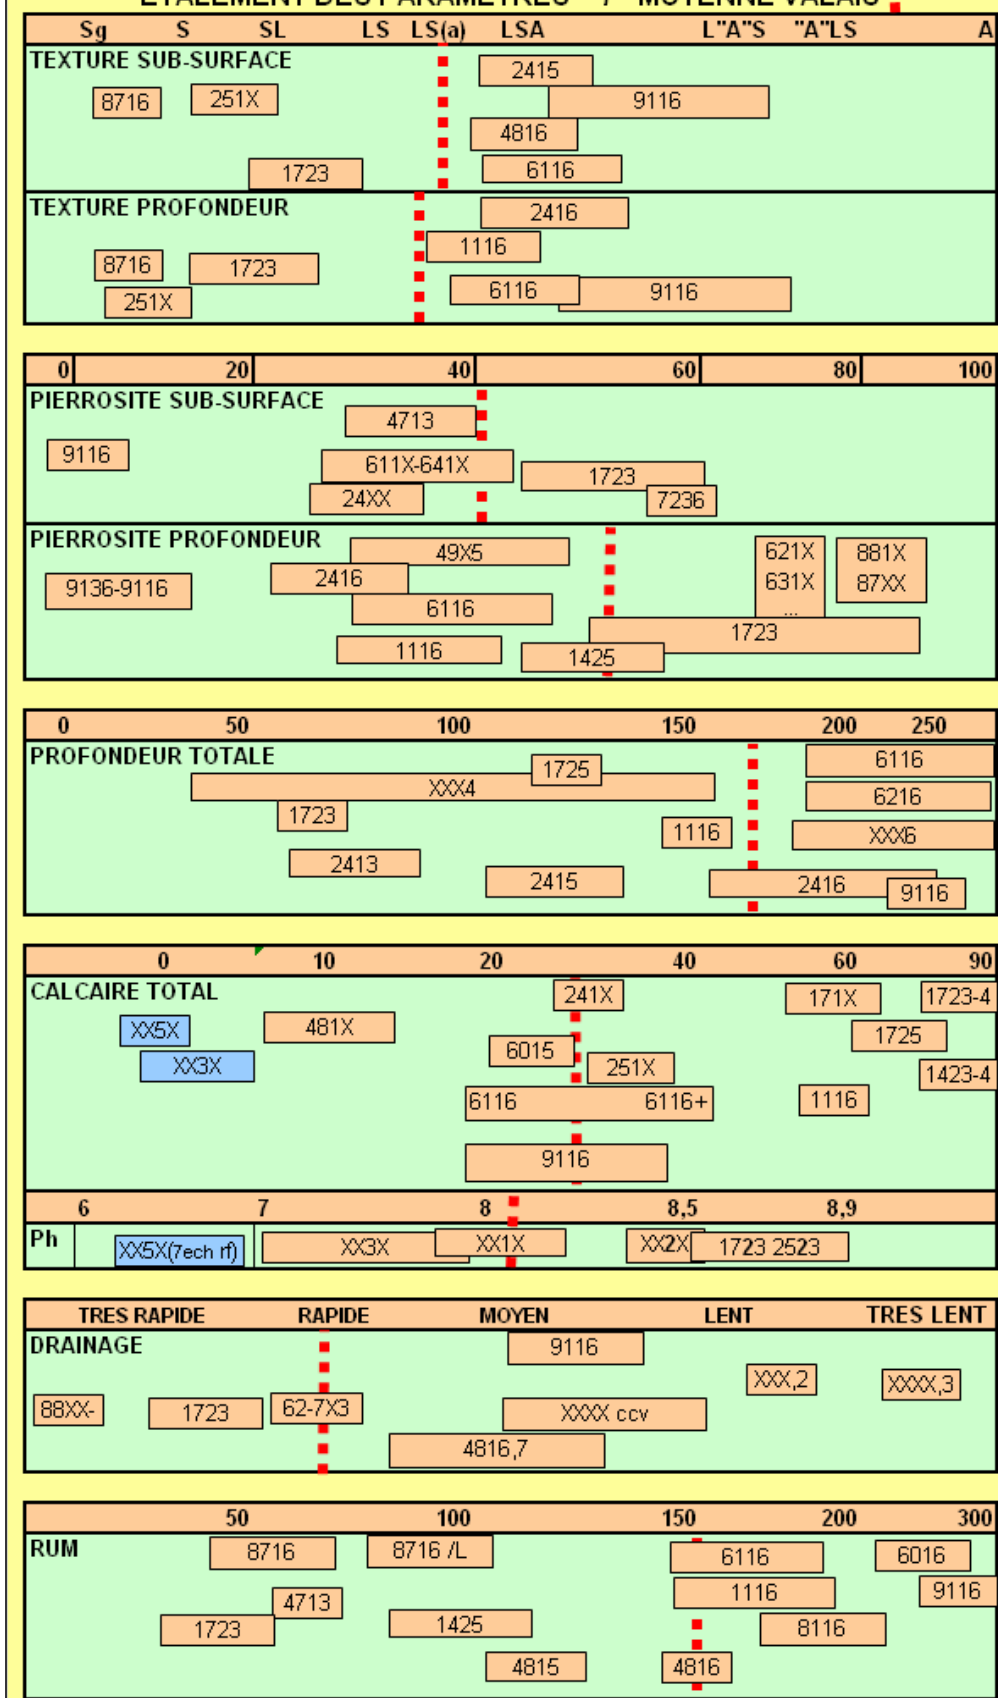 ETALEMENT DES PARAMETRES / MOYENNE VALAIS
Sg S SL LS LS(a) LSA L"A"S "A"LS A
TEXTURE SUB-SURFACE
2415
8716 251X 9116
4816
1723 6116
TEXTURE PROFONDEUR
2416
1116
8716 1723
251X 6116 9116
0 20 40 60 80 100
PIERROSITE SUB-SURFACE
4713
9116 611X-641X
1723
24XX 7236
PIERROSITE PROFONDEUR
49X5 621X 881X
9136-9116 2416 631X 87XX
6116 ...
1723
1116 1425
0 50 100 150 200 250
PROFONDEUR TOTALE 6116
1725
XXX4 6216
1723 1116 XXX6
2413
2415 2416 9116
0 10 20 40 60 90
CALCAIRE TOTAL 241X 171X 1723-4
XX5X 481X 1725
6015
XX3X 251X 1423-4
6116 6116+ 1116
9116
6 7 8 8,5 8,9
Ph XX5X(7ech rf) XX3X XX1X XX2X 1723 2523
TRES RAPIDE RAPIDE MOYEN LENT TRES LENT
DRAINAGE 9116
XXX,2 XXXX,3
88XX- 1723 62-7X3 XXXX ccv
4816,7
50 100 150 200 300
RUM 8716 8716 /L 6116 6016
4713 1116 9116
1723 1425 8116
4815 4816